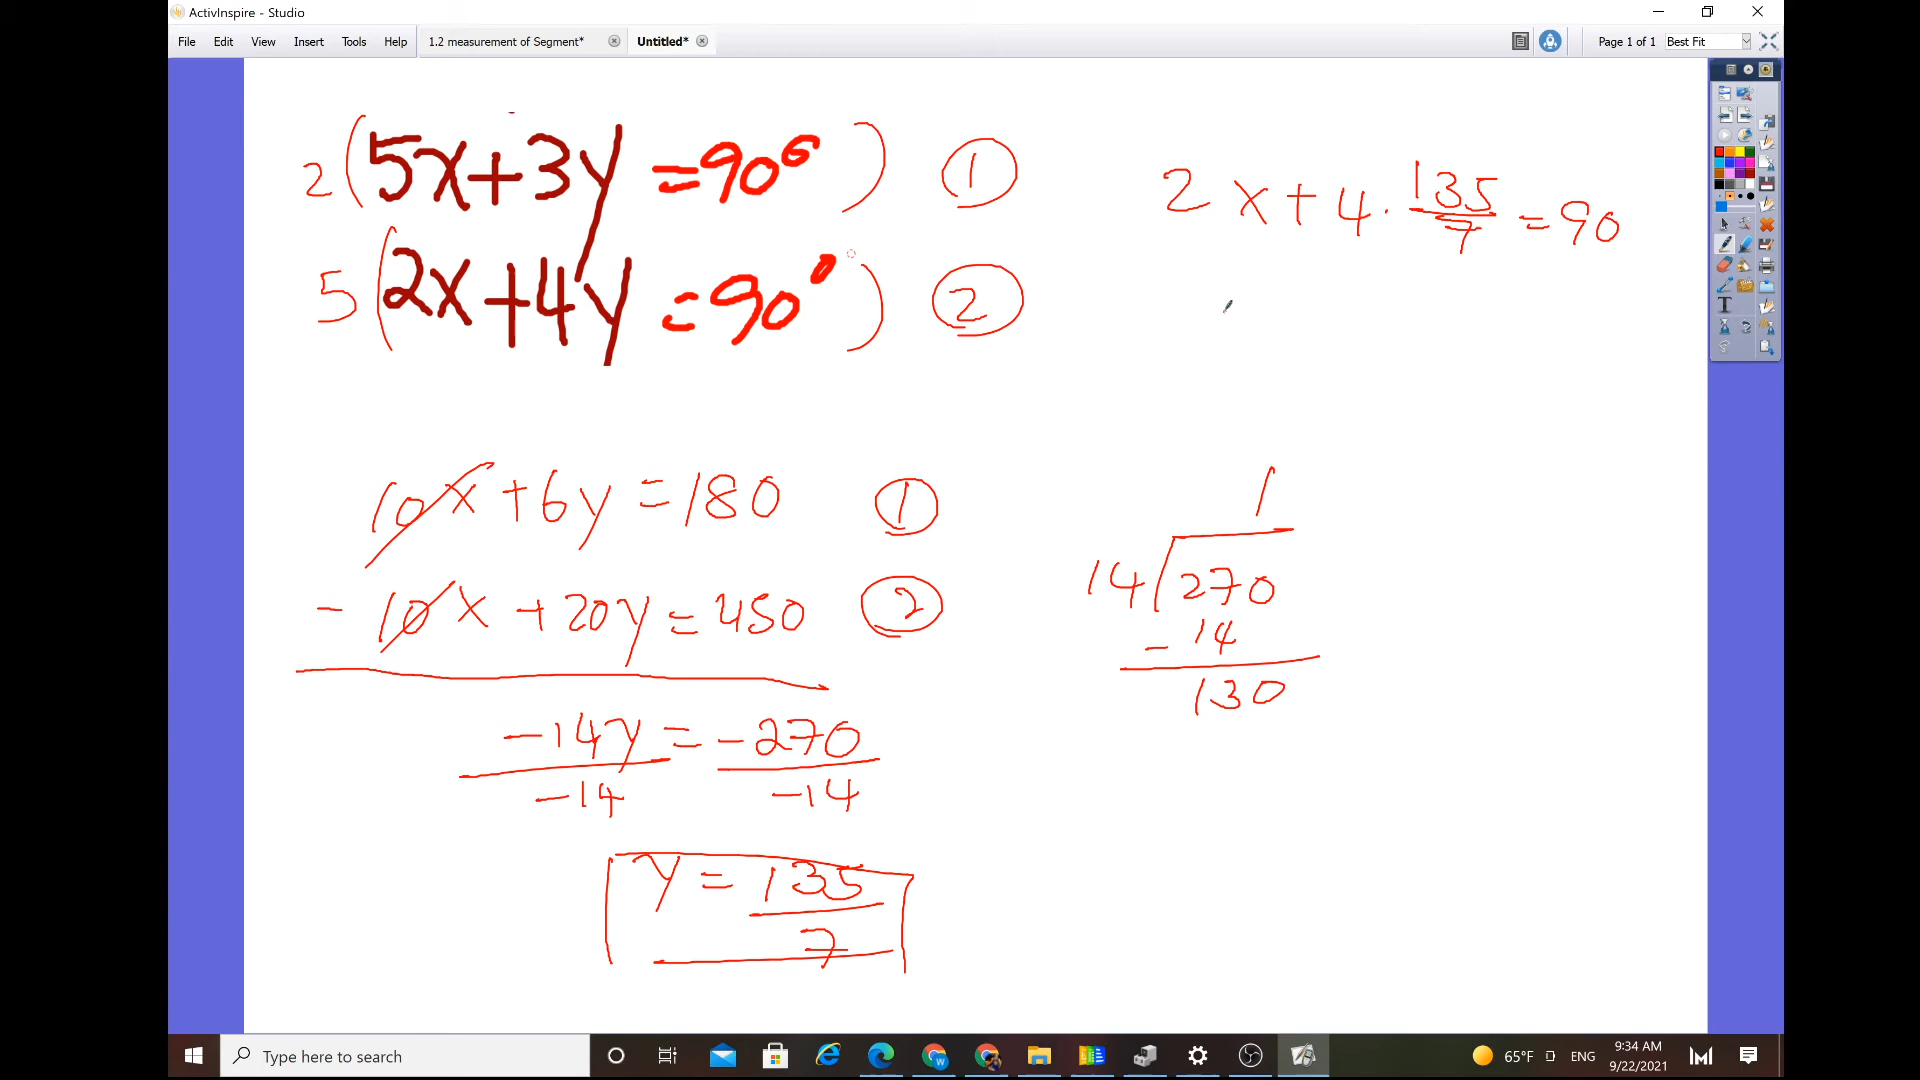 ActivInspire - Studio
File Edit View Insert Tools Help 1.2 measurement of Segment* Untitled* Page 1 of 1 Best Fit
2(5x+3y =90°) 1
5(2x+4y =90°) 2
2x+4·135/7=90
10x+6y=180 1
-10x+20y=450 2
-14y/-14=-270/-14
y=135/7
1
14 270
-14
130
Type here to search 65°F ENG 9:34 AM
9/22/2021